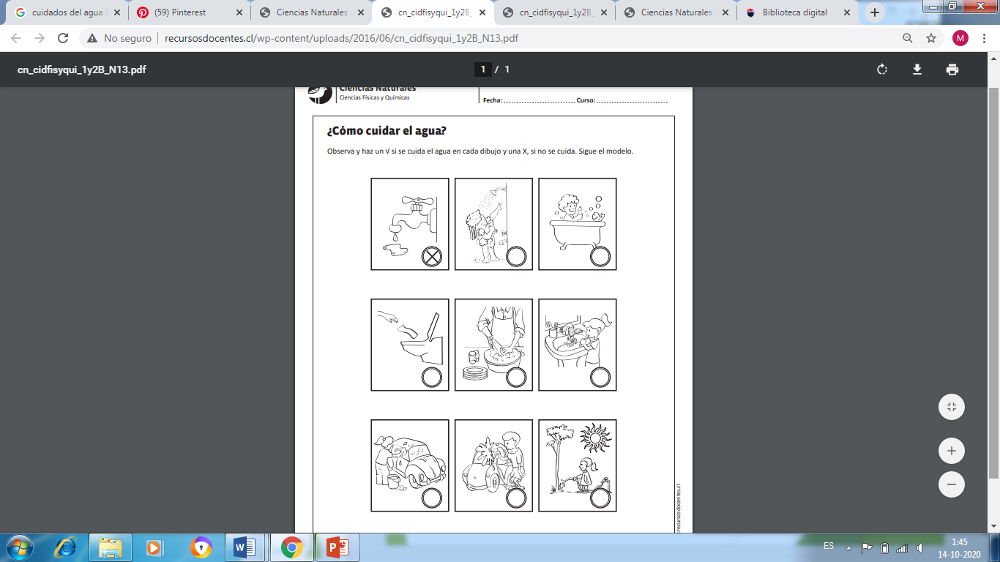 cuidados del agua
(59) Pinterest
Ciencias Naturales
cn_cidfisyqui_1y2B_
cn_cidfisyqui_1y2B_
Ciencias Naturales
Biblioteca digital
No seguro
recursosdocentes.cl/wp-content/uploads/2016/06/cn_cidfisyqui_1y2B_N13.pdf
M
cn_cidfisyqui_1y2B_N13.pdf
1 / 1
Ciencias Naturales
Ciencias Físicas y Químicas
Fecha: Curso:
¿Cómo cuidar el agua?
Observa y haz un √ si se cuida el agua en cada dibujo y una X, si no se cuida. Sigue el modelo.
recursosdocentes.cl
ES
1:45
14-10-2020